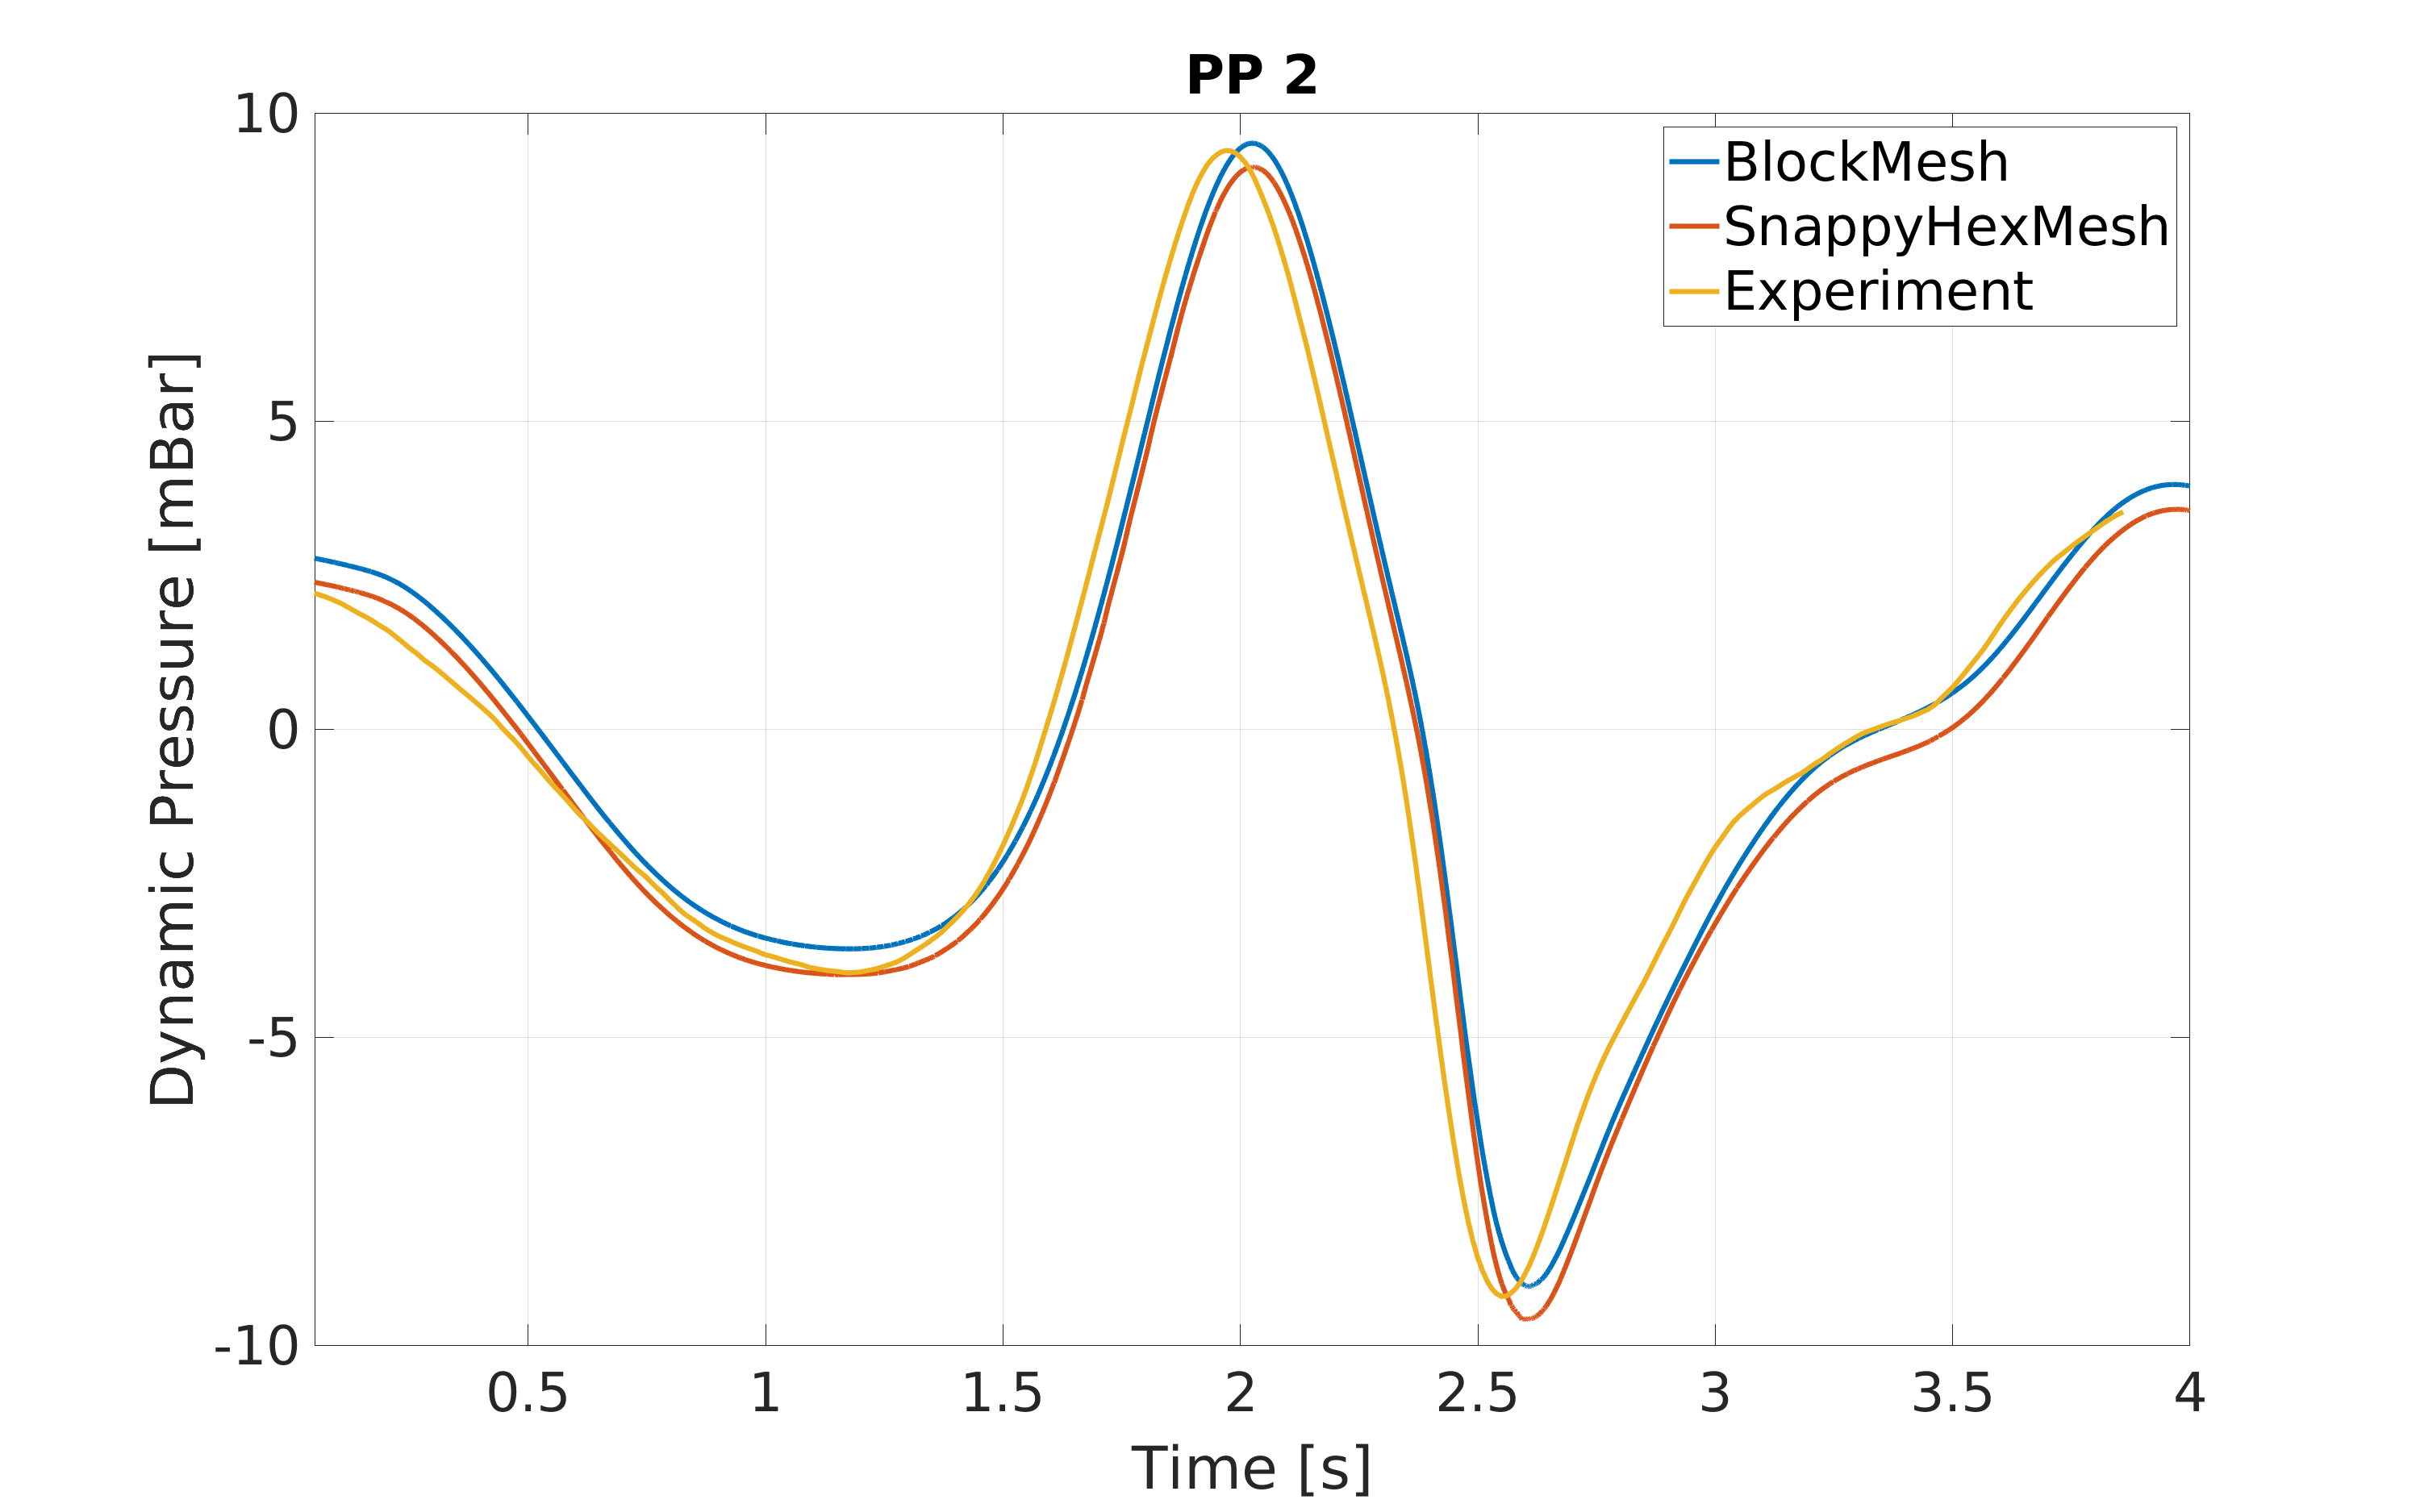 PP 2
10
5
0
-5
-10
Dynamic Pressure [mBar]
BlockMesh
SnappyHexMesh
Experiment
0.5 1 1.5 2 2.5 3 3.5 4
Time [s]